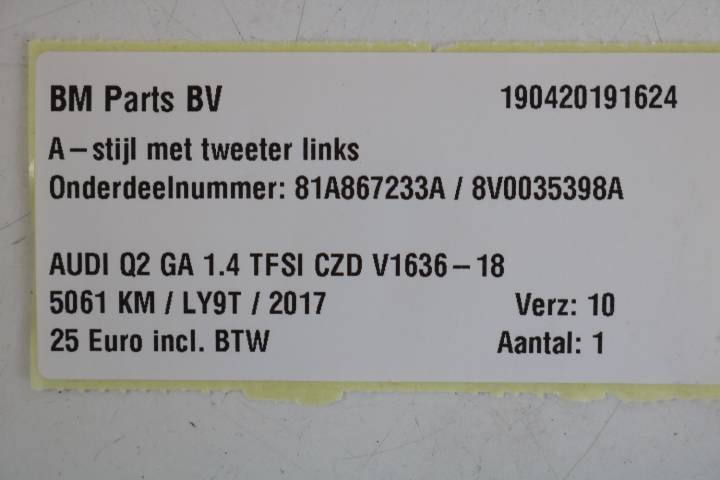 BM Parts BV 190420191624
A-stijl met tweeter links
Onderdeelnummer: 81A867233A / 8V0035398A
AUDI Q2 GA 1.4 TFSI CZD V1636-18
5061 KM / LY9T / 2017 Verz: 10
25 Euro incl. BTW Aantal: 1